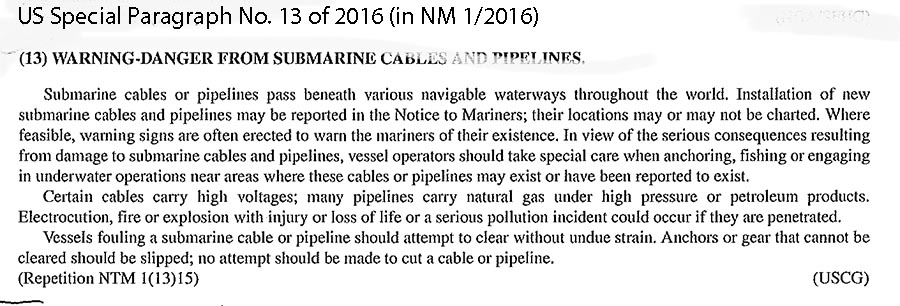 US Special Paragraph No. 13 of 2016 (in NM 1/2016)
(13) WARNING-DANGER FROM SUBMARINE CABLES AND PIPELINES.
Submarine cables or pipelines pass beneath various navigable waterways throughout the world. Installation of new
submarine cables and pipelines may be reported in the Notice to Mariners; their locations may or may not be charted. Where
feasible, warning signs are often erected to warn the mariners of their existence. In view of the serious consequences resulting
from damage to submarine cables and pipelines, vessel operators should take special care when anchoring, fishing or engaging
in underwater operations near areas where these cables or pipelines may exist or have been reported to exist.
Certain cables carry high voltages; many pipelines carry natural gas under high pressure or petroleum products.
Electrocution, fire or explosion with injury or loss of life or a serious pollution incident could occur if they are penetrated.
Vessels fouling a submarine cable or pipeline should attempt to clear without undue strain. Anchors or gear that cannot be
cleared should be slipped; no attempt should be made to cut a cable or pipeline.
(Repetition NTM 1(13)15) (USCG)